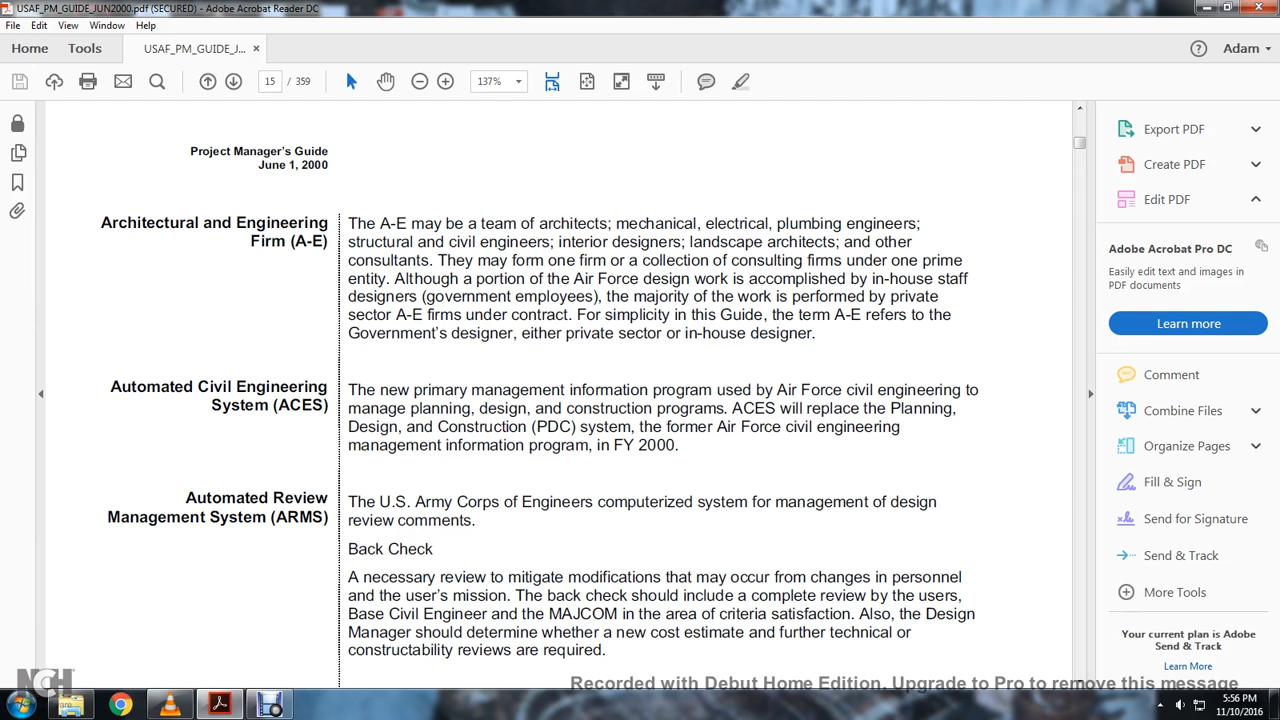 USAF_PM_GUIDE_JUN2000.pdf (SECURED) - Adobe Acrobat Reader DC
File Edit View Window Help
Home Tools USAF_PM_GUIDE_J... × Adam
15 / 359 137%
Project Manager's Guide
June 1, 2000
Architectural and Engineering
Firm (A-E)
The A-E may be a team of architects; mechanical, electrical, plumbing engineers;
structural and civil engineers; interior designers; landscape architects; and other
consultants. They may form one firm or a collection of consulting firms under one prime
entity. Although a portion of the Air Force design work is accomplished by in-house staff
designers (government employees), the majority of the work is performed by private
sector A-E firms under contract. For simplicity in this Guide, the term A-E refers to the
Government's designer, either private sector or in-house designer.
Automated Civil Engineering
System (ACES)
The new primary management information program used by Air Force civil engineering to
manage planning, design, and construction programs. ACES will replace the Planning,
Design, and Construction (PDC) system, the former Air Force civil engineering
management information program, in FY 2000.
Automated Review
Management System (ARMS)
The U.S. Army Corps of Engineers computerized system for management of design
review comments.
Back Check
A necessary review to mitigate modifications that may occur from changes in personnel
and the user's mission. The back check should include a complete review by the users,
Base Civil Engineer and the MAJCOM in the area of criteria satisfaction. Also, the Design
Manager should determine whether a new cost estimate and further technical or
constructability reviews are required.
Export PDF
Create PDF
Edit PDF
Adobe Acrobat Pro DC
Easily edit text and images in
PDF documents
Learn more
Comment
Combine Files
Organize Pages
Fill & Sign
Send for Signature
Send & Track
More Tools
Your current plan is Adobe
Send & Track
Learn More
NCH
Recorded with Debut Home Edition. Upgrade to Pro to remove this message
5:56 PM
11/10/2016